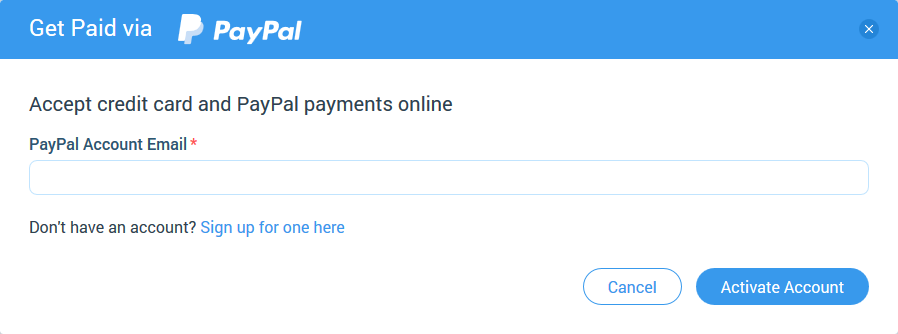 Get Paid via PayPal
Accept credit card and PayPal payments online
PayPal Account Email *
Don't have an account? Sign up for one here
Cancel Activate Account